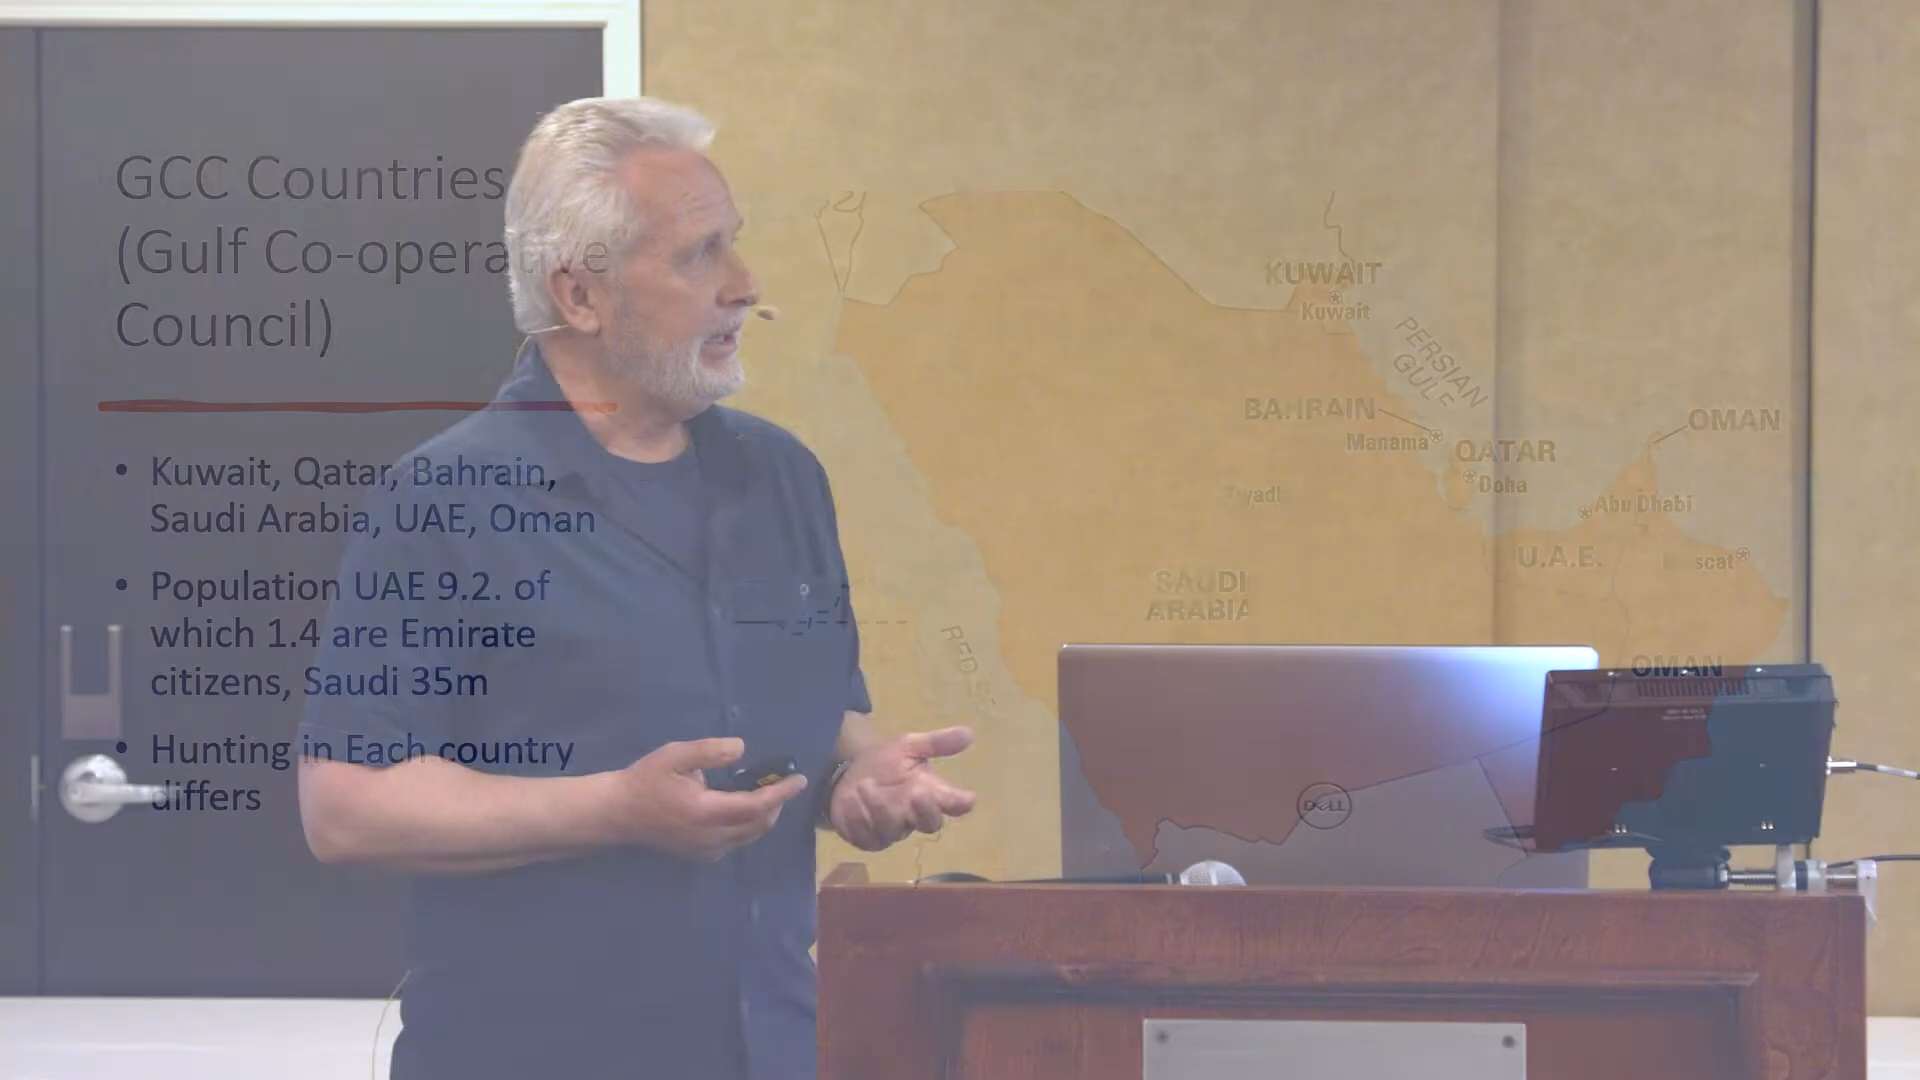 GCC Countries
(Gulf Co-operative
Council)
• Kuwait, Qatar, Bahrain,
Saudi Arabia, UAE, Oman
• Population UAE 9.2. of
which 1.4 are Emirate
citizens, Saudi 35m
• Hunting in Each country
differs
KUWAIT
Kuwait
PERSIAN
GULF
BAHRAIN
Manama
QATAR
Doha
OMAN
Abu Dhabi
U.A.E.
SAUDI
ARABIA
RED
OMAN
DELL